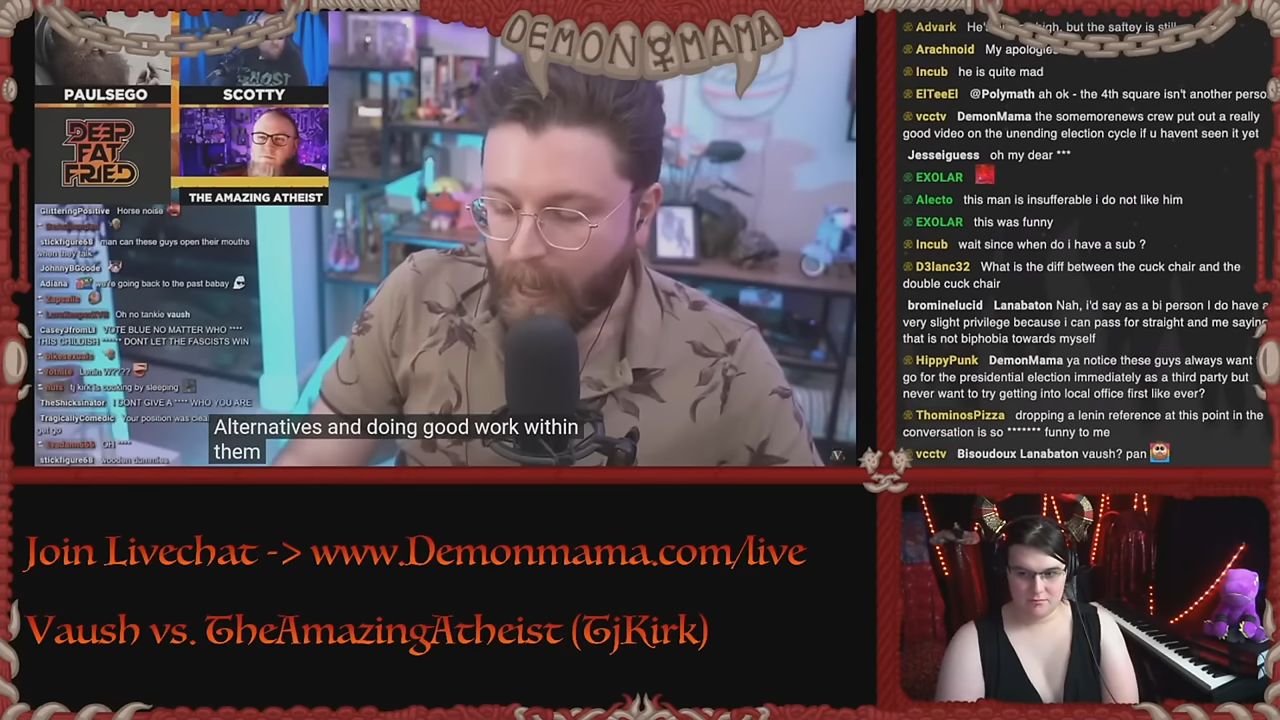 DEMON MAMA
PAULSEGO
SCOTTY
DEEP
FAT
FRIED
THE AMAZING ATHEIST
GlitteringPositive Horse noise
stickfigure68 man can these guys open their mouths
when they talk
JohnnyBGoode
Adiana we're going back to the past babay
Oh no tankie vaush
CaseyJfromLI VOTE BLUE NO MATTER WHO ****
THIS CHILDISH ***** DONT LET THE FASCISTS WIN
tj kirk is cooking by sleeping
TheShicksinator I DONT GIVE A **** WHO YOU ARE
TragicallyComedic Your position was clea
get go
stickfigure68 wooden dummies
Alternatives and doing good work within
them
Advark
Arachnoid My apologies
Incub he is quite mad
ElTeeEl @Polymath ah ok - the 4th square isn't another perso
vcctv DemonMama the somemorenews crew put out a really
good video on the unending election cycle if u havent seen it yet
Jesseiguess oh my dear ***
EXOLAR
Alecto this man is insufferable i do not like him
EXOLAR this was funny
Incub wait since when do i have a sub ?
D3lanc32 What is the diff between the cuck chair and the
double cuck chair
brominelucid Lanabaton Nah, i'd say as a bi person I do have a
very slight privilege because i can pass for straight and me saying
that is not biphobia towards myself
HippyPunk DemonMama ya notice these guys always want
go for the presidential election immediately as a third party but
never want to try getting into local office first like ever?
ThominosPizza dropping a lenin reference at this point in the
conversation is so ******* funny to me
vcctv Bisoudoux Lanabaton vaush? pan
Join Livechat -> www.Demonmama.com/live
Vaush vs. TheAmazingAtheist (TjKirk)